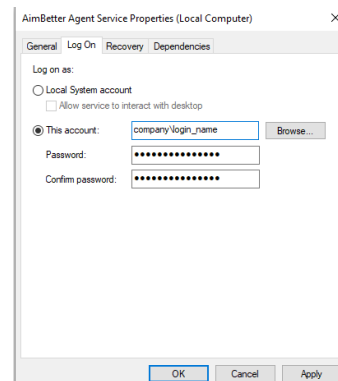 AimBetter Agent Service Properties (Local Computer)
General Log On Recovery Dependencies
Log on as:
Local System account
Allow service to interact with desktop
This account: company\login_name Browse...
Password: •••••••••••••••
Confirm password: •••••••••••••••
OK Cancel Apply